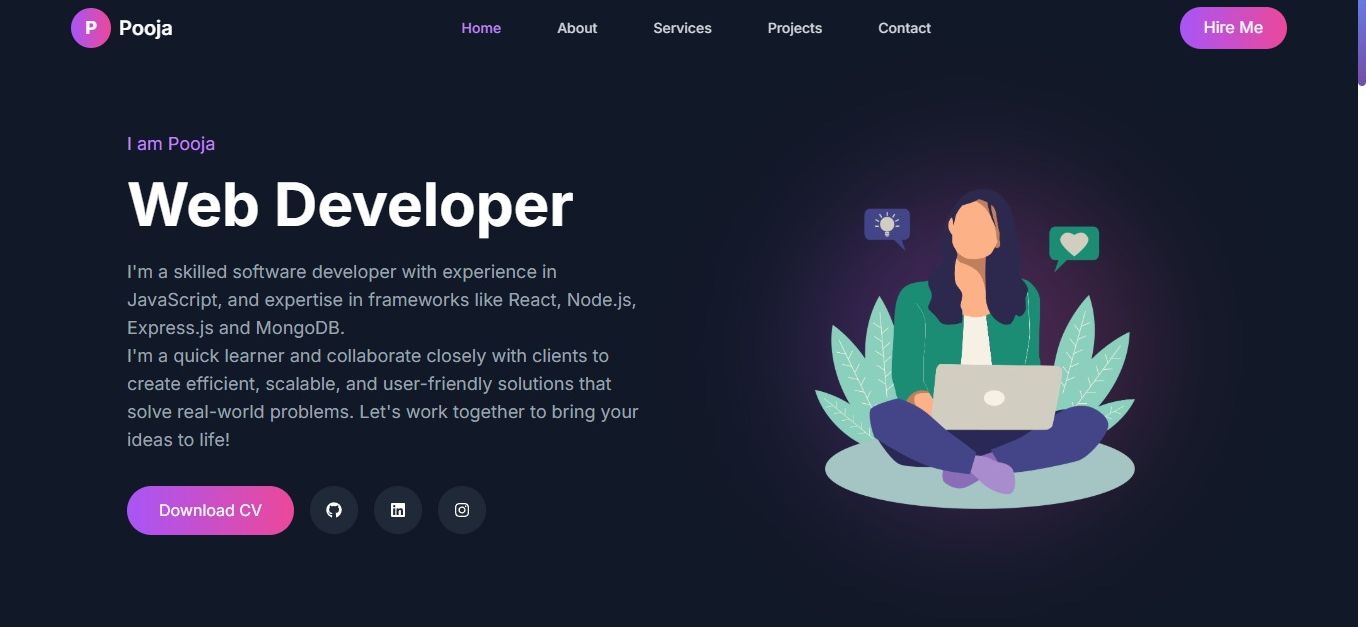 P Pooja
Home About Services Projects Contact
Hire Me
I am Pooja
Web Developer
I'm a skilled software developer with experience in
JavaScript, and expertise in frameworks like React, Node.js,
Express.js and MongoDB.
I'm a quick learner and collaborate closely with clients to
create efficient, scalable, and user-friendly solutions that
solve real-world problems. Let's work together to bring your
ideas to life!
Download CV
in